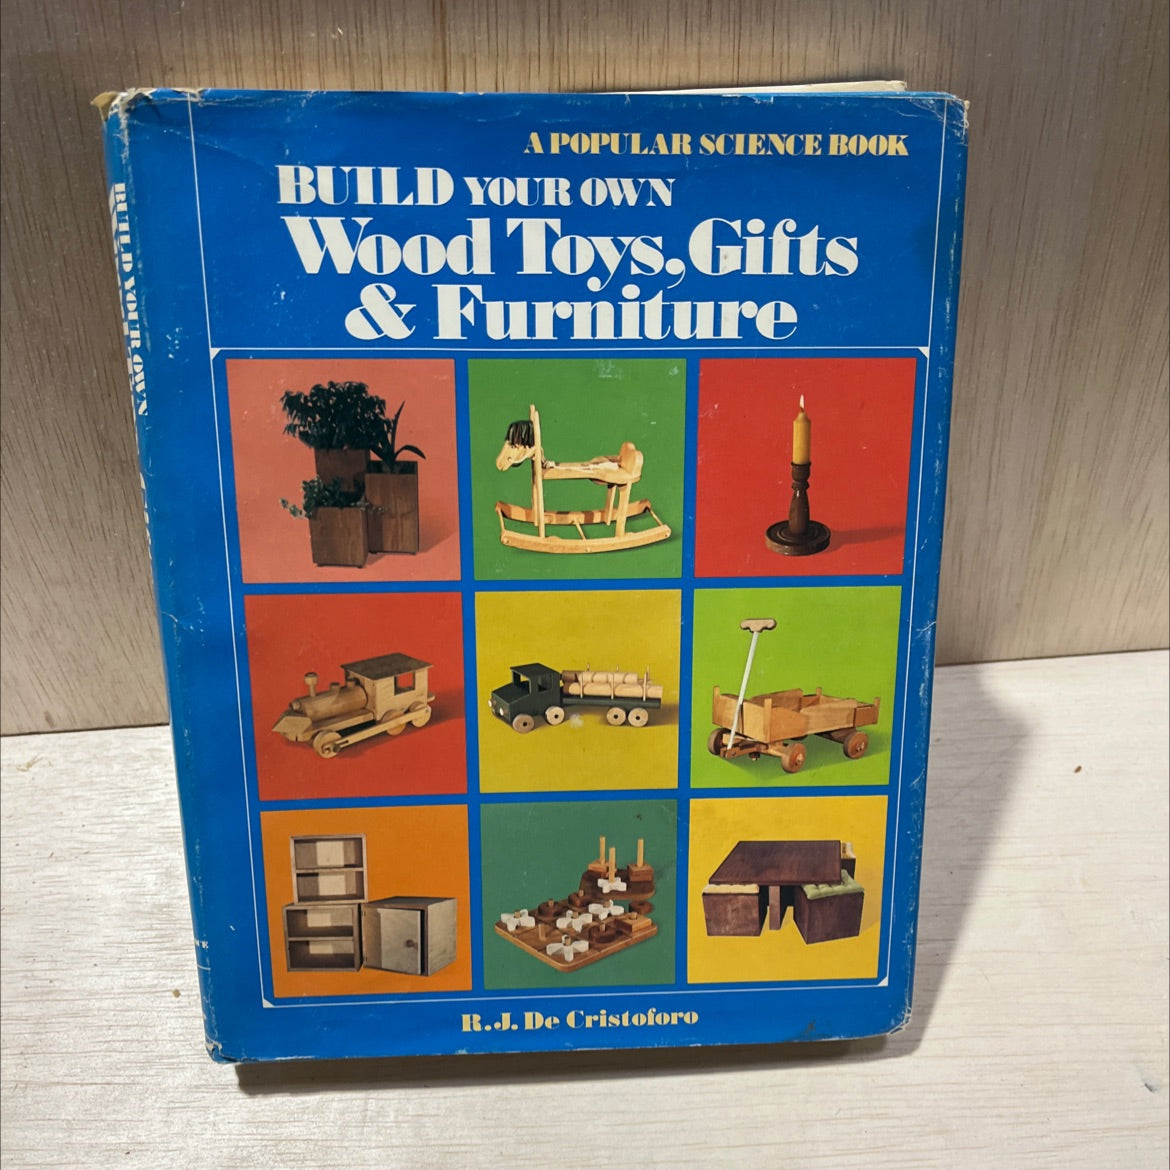 A POPULAR SCIENCE BOOK
BUILD YOUR OWN
Wood Toys, Gifts
& Furniture
R.J. De Cristoforo
BUILD YOUR OWN